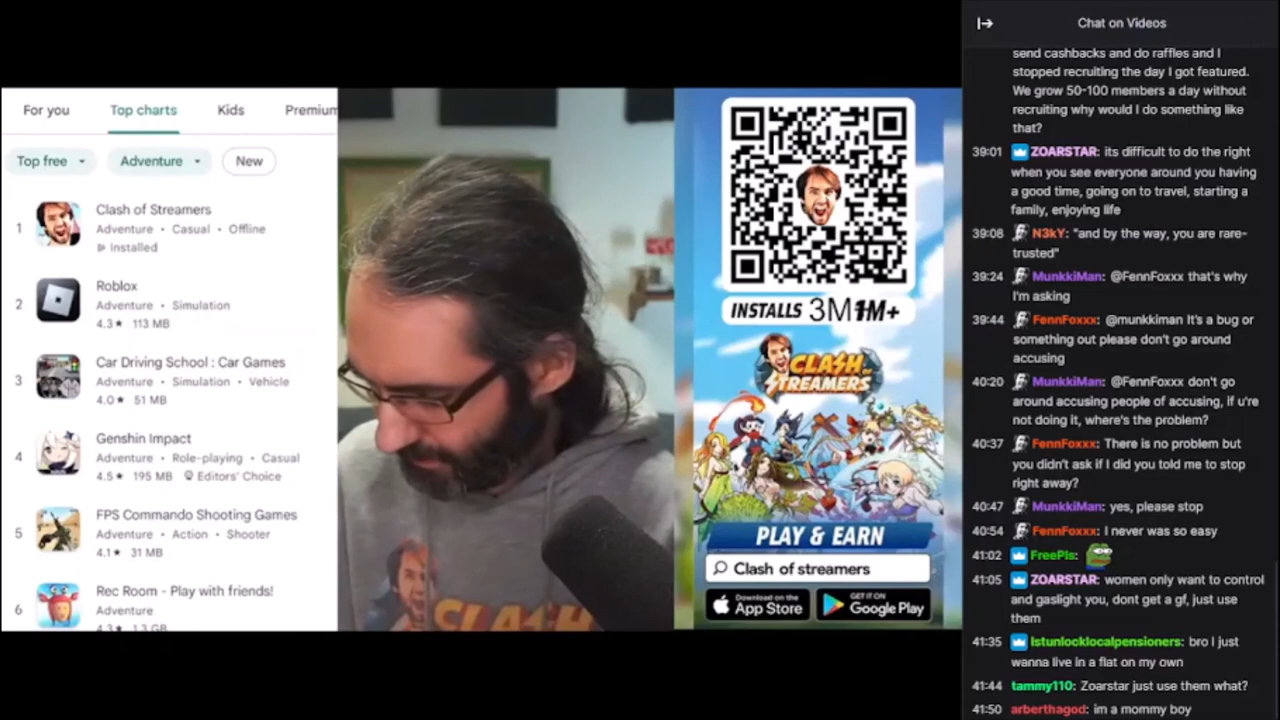 For you Top charts Kids Premium
Top free Adventure New
1
Clash of Streamers
Adventure • Casual • Offline
Installed
2
Roblox
Adventure • Simulation
4.3★ 113 MB
3
Car Driving School : Car Games
Adventure • Simulation • Vehicle
4.0★ 51 MB
4
Genshin Impact
Adventure • Role-playing • Casual
4.5★ 195 MB Editors' Choice
5
FPS Commando Shooting Games
Adventure • Action • Shooter
4.1★ 31 MB
6
Rec Room - Play with friends!
Adventure
4.3★ 1.3 GB
CLASH
INSTALLS 3M 1M+
CLASH OF
STREAMERS
PLAY & EARN
Clash of streamers
Download on the
App Store
GET IT ON
Google Play
Chat on Videos
send cashbacks and do raffles and I
stopped recruiting the day I got featured.
We grow 50-100 members a day without
recruiting why would I do something like
that?
39:01 ZOARSTAR: its difficult to do the right
when you see everyone around you having
a good time, going on to travel, starting a
family, enjoying life
39:08 N3kY: "and by the way, you are rare-
trusted"
39:24 MunkkiMan: @FennFoxxx that's why
I'm asking
39:44 FennFoxxx: @munkkiman It's a bug or
something out please don't go around
accusing
40:20 MunkkiMan: @FennFoxxx don't go
around accusing people of accusing, if u're
not doing it, where's the problem?
40:37 FennFoxxx: There is no problem but
you didn't ask if I did you told me to stop
right away?
40:47 MunkkiMan: yes, please stop
40:54 FennFoxxx: I never was so easy
41:02 FreePls:
41:05 ZOARSTAR: women only want to control
and gaslight you, dont get a gf, just use
them
41:35 lstunlocklocalpensioners: bro I just
wanna live in a flat on my own
41:44 tammy110: Zoarstar just use them what?
41:50 arberthagod: im a mommy boy